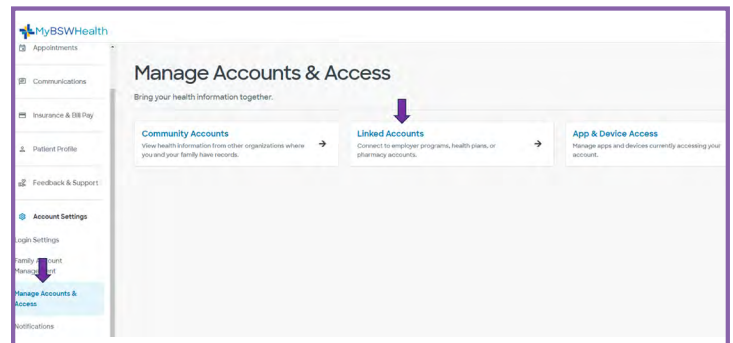 MyBSWHealth
Appointments
Communications
Insurance & Bill Pay
Patient Profile
Feedback & Support
Account Settings
Login Settings
Family Account
Management
Manage Accounts &
Access
Notifications
Manage Accounts & Access
Bring your health information together.
Community Accounts
View health information from other organizations where
you and your family have records.
Linked Accounts
Connect to employer programs, health plans, or
pharmacy accounts.
App & Device Access
Manage apps and devices currently accessing your
account.